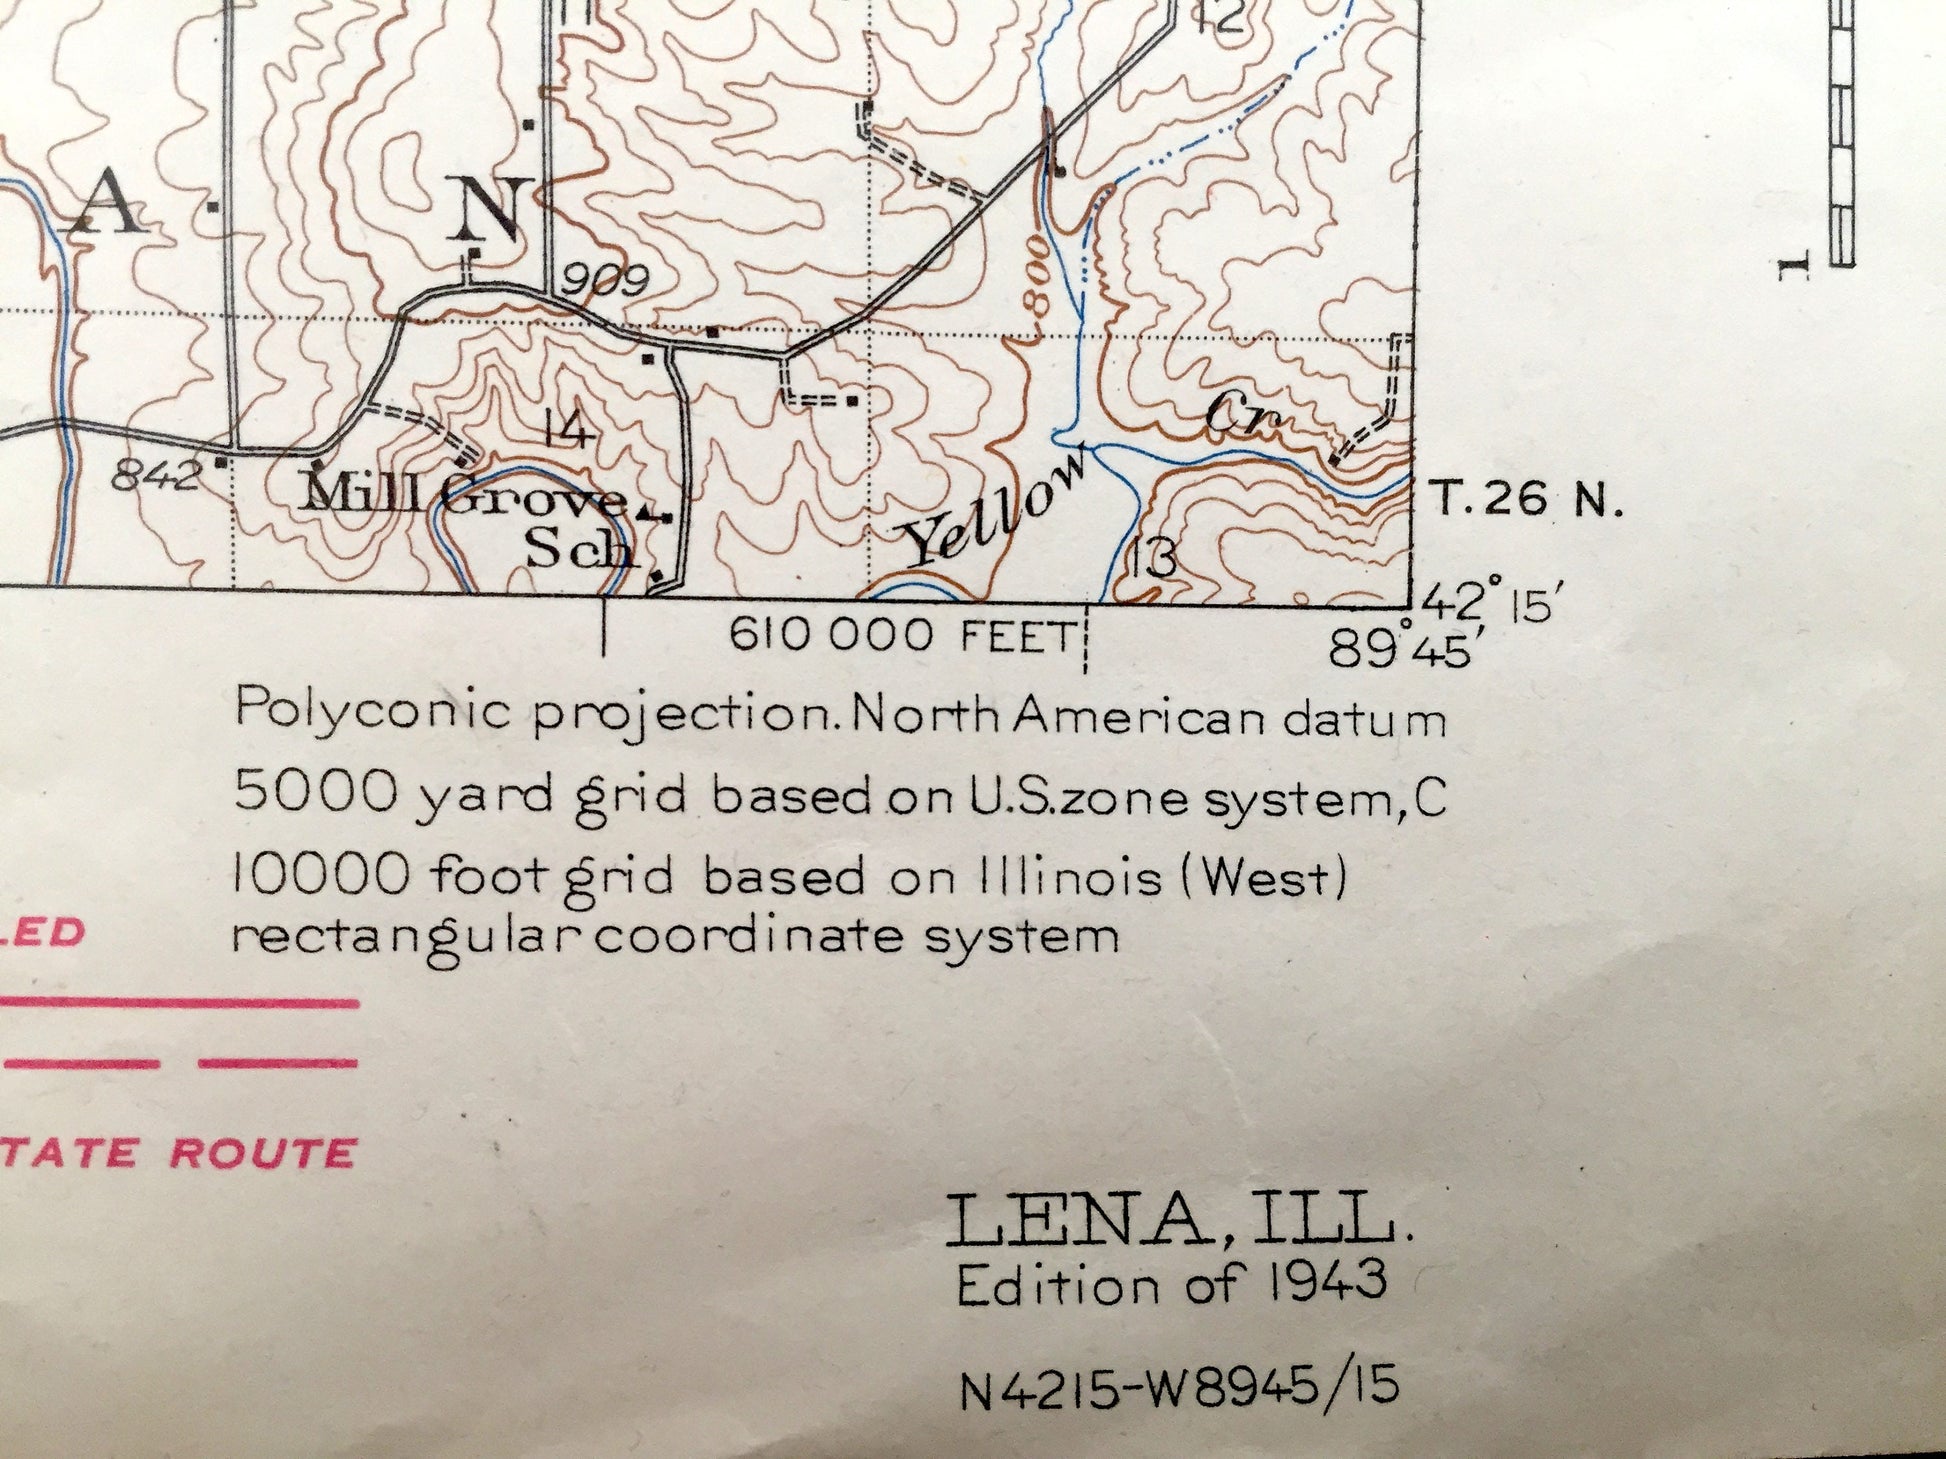 11
12
A
N
909
800
14
Cr
842
Mill Grove
Sch
Yellow
13
T. 26 N.
42° 15′
610 000 FEET
89° 45′
1
Polyconic projection. North American datum
5000 yard grid based on U.S. zone system, C
10000 foot grid based on Illinois (West)
rectangular coordinate system
LED
TATE ROUTE
LENA, ILL.
Edition of 1943
N4215-W8945/15